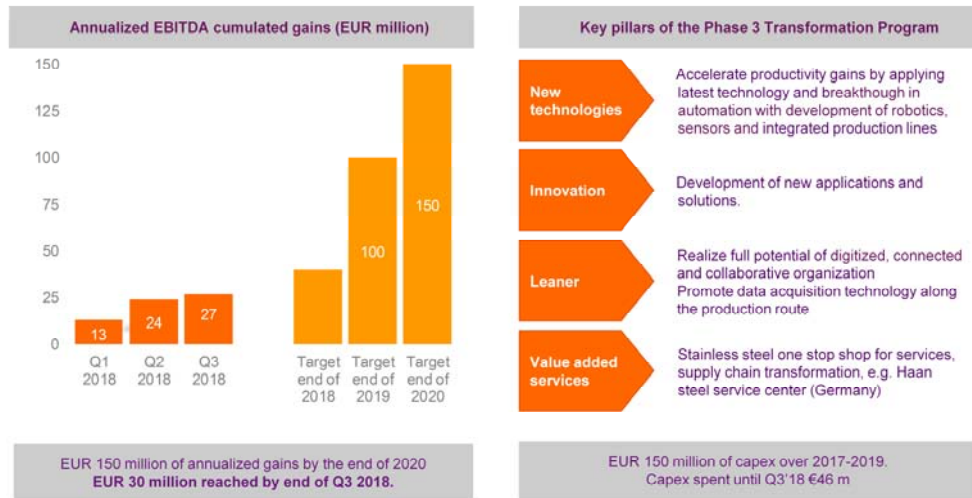 Annualized EBITDA cumulated gains (EUR million)
150
125
100
75
50
25
0
13
24
27
100
150
Q1
2018
Q2
2018
Q3
2018
Target
end of
2018
Target
end of
2019
Target
end of
2020
EUR 150 million of annualized gains by the end of 2020
EUR 30 million reached by end of Q3 2018.
Key pillars of the Phase 3 Transformation Program
New
technologies
Accelerate productivity gains by applying
latest technology and breakthough in
automation with development of robotics,
sensors and integrated production lines
Innovation
Development of new applications and
solutions.
Leaner
Realize full potential of digitized, connected
and collaborative organization
Promote data acquisition technology along
the production route
Value added
services
Stainless steel one stop shop for services,
supply chain transformation, e.g. Haan
steel service center (Germany)
EUR 150 million of capex over 2017-2019.
Capex spent until Q3'18 €46 m